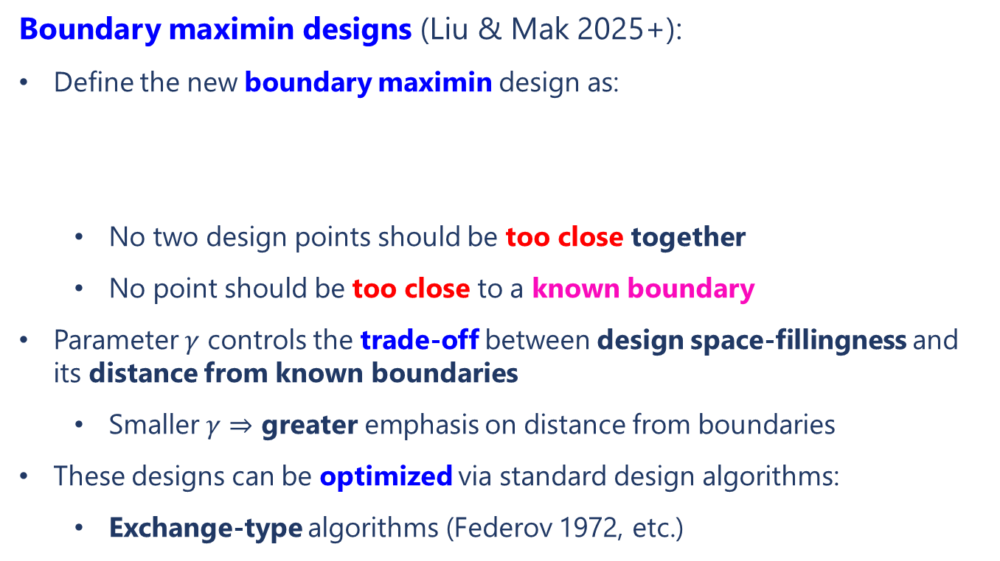 Boundary maximin designs (Liu & Mak 2025+):
• Define the new boundary maximin design as:
• No two design points should be too close together
• No point should be too close to a known boundary
• Parameter γ controls the trade-off between design space-fillingness and
its distance from known boundaries
• Smaller γ ⇒ greater emphasis on distance from boundaries
• These designs can be optimized via standard design algorithms:
• Exchange-type algorithms (Federov 1972, etc.)